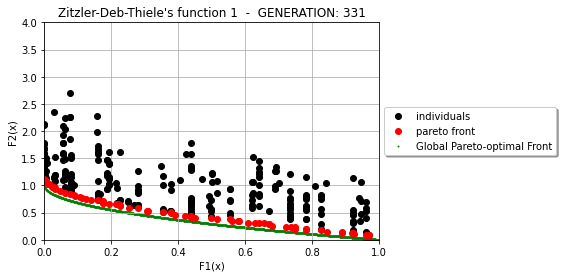 Zitzler-Deb-Thiele's function 1 - GENERATION: 331
4.0
3.5
3.0
2.5
2.0
1.5
1.0
0.5
0.0
F2(x)
0.0 0.2 0.4 0.6 0.8 1.0
F1(x)
individuals
pareto front
Global Pareto-optimal Front